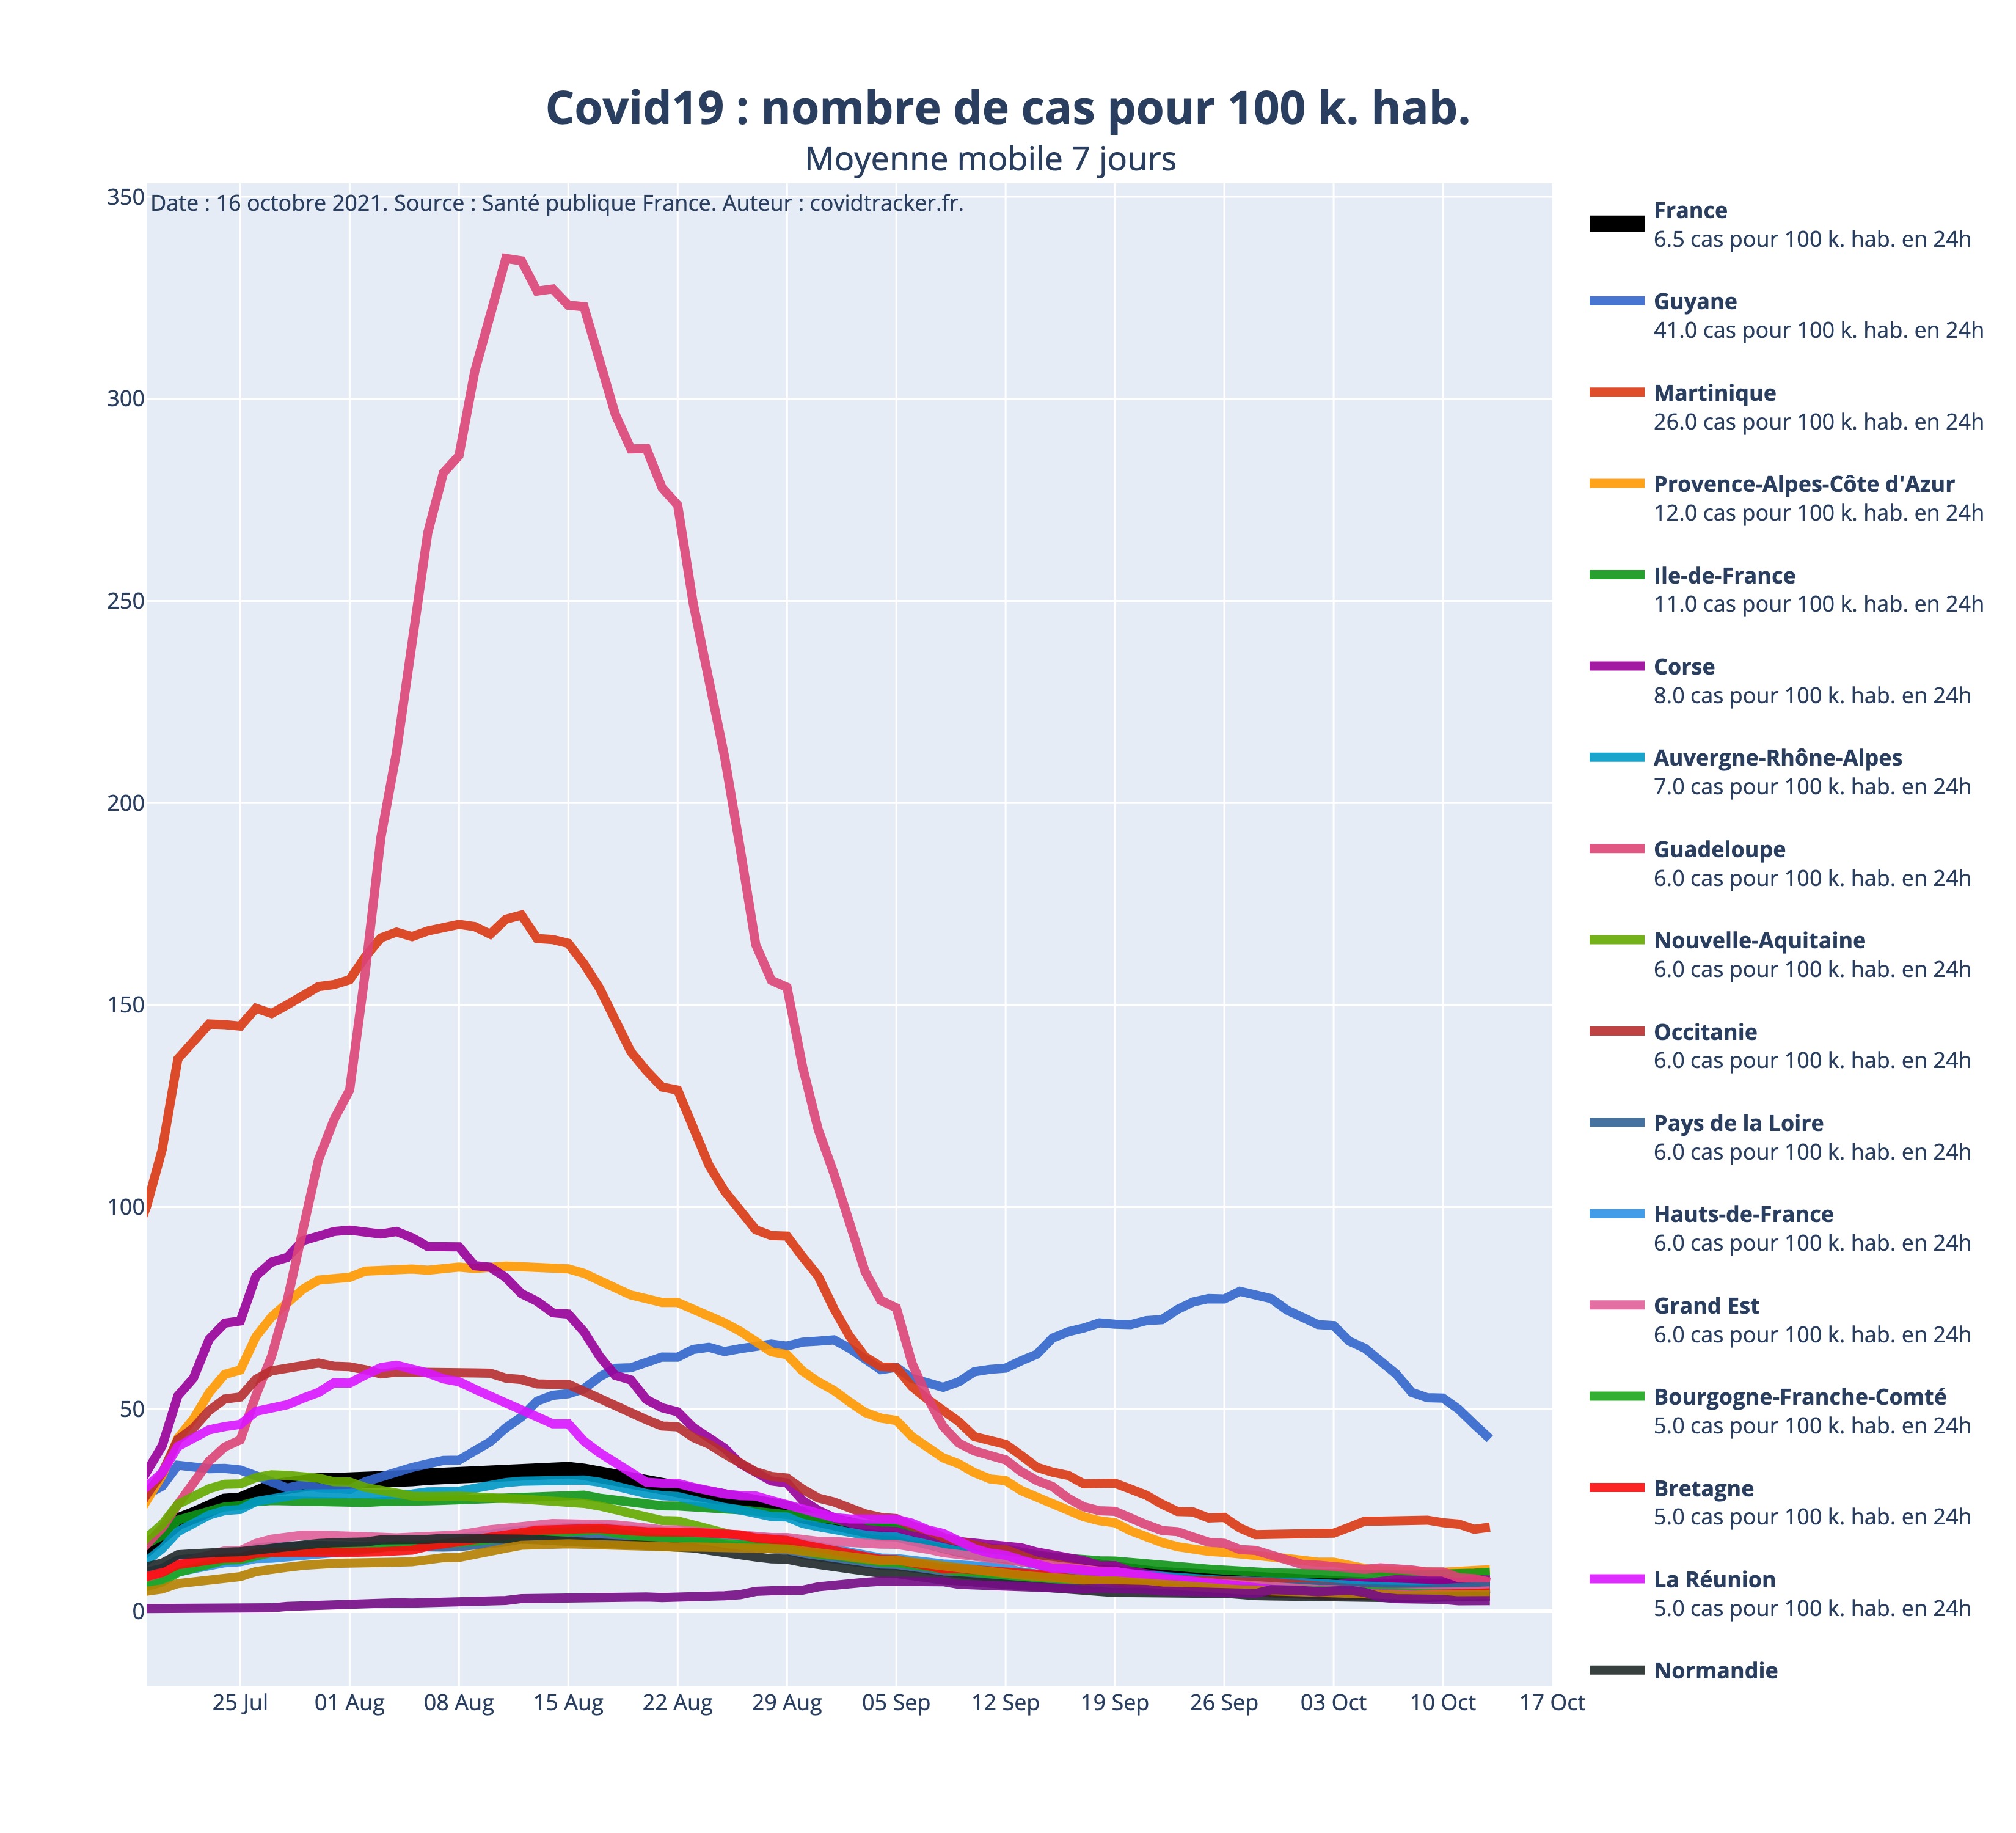 Covid19 : nombre de cas pour 100 k. hab.
Moyenne mobile 7 jours
Date : 16 octobre 2021. Source : Santé publique France. Auteur : covidtracker.fr.
350
300
250
200
150
100
50
0
25 Jul
01 Aug
08 Aug
15 Aug
22 Aug
29 Aug
05 Sep
12 Sep
19 Sep
26 Sep
03 Oct
10 Oct
17 Oct
France
6.5 cas pour 100 k. hab. en 24h
Guyane
41.0 cas pour 100 k. hab. en 24h
Martinique
26.0 cas pour 100 k. hab. en 24h
Provence-Alpes-Côte d'Azur
12.0 cas pour 100 k. hab. en 24h
Ile-de-France
11.0 cas pour 100 k. hab. en 24h
Corse
8.0 cas pour 100 k. hab. en 24h
Auvergne-Rhône-Alpes
7.0 cas pour 100 k. hab. en 24h
Guadeloupe
6.0 cas pour 100 k. hab. en 24h
Nouvelle-Aquitaine
6.0 cas pour 100 k. hab. en 24h
Occitanie
6.0 cas pour 100 k. hab. en 24h
Pays de la Loire
6.0 cas pour 100 k. hab. en 24h
Hauts-de-France
6.0 cas pour 100 k. hab. en 24h
Grand Est
6.0 cas pour 100 k. hab. en 24h
Bourgogne-Franche-Comté
5.0 cas pour 100 k. hab. en 24h
Bretagne
5.0 cas pour 100 k. hab. en 24h
La Réunion
5.0 cas pour 100 k. hab. en 24h
Normandie